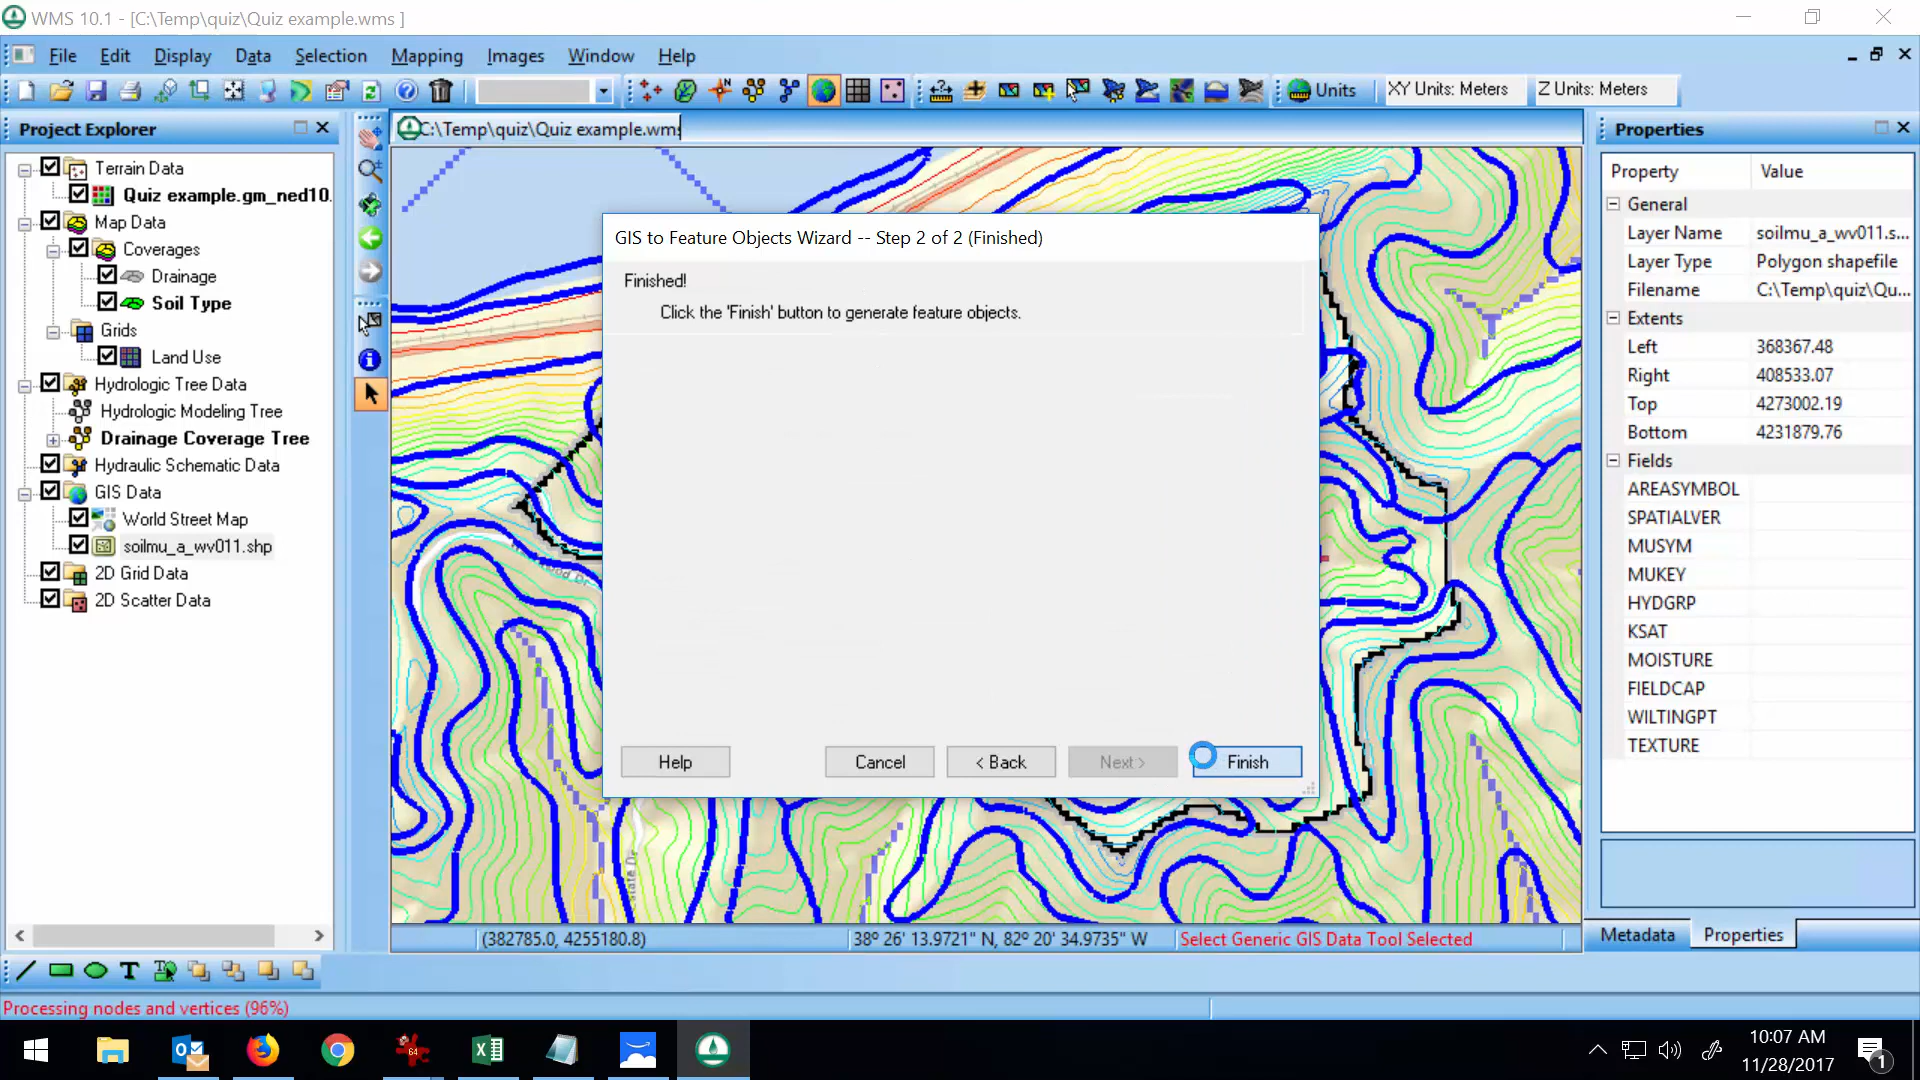 WMS 10.1 - [C:\Temp\quiz\Quiz example.wms ]
File Edit Display Data Selection Mapping Images Window Help
Units XY Units: Meters Z Units: Meters
Project Explorer
C:\Temp\quiz\Quiz example.wms
Properties
Terrain Data
Quiz example.gm_ned10.
Map Data
Coverages
Drainage
Soil Type
Grids
Land Use
Hydrologic Tree Data
Hydrologic Modeling Tree
Drainage Coverage Tree
Hydraulic Schematic Data
GIS Data
World Street Map
soilmu_a_wv011.shp
2D Grid Data
2D Scatter Data
GIS to Feature Objects Wizard -- Step 2 of 2 (Finished)
Finished!
Click the 'Finish' button to generate feature objects.
Help Cancel < Back Next > Finish
Property Value
General
Layer Name soilmu_a_wv011.s...
Layer Type Polygon shapefile
Filename C:\Temp\quiz\Qu...
Extents
Left 368367.48
Right 408533.07
Top 4273002.19
Bottom 4231879.76
Fields
AREASYMBOL
SPATIALVER
MUSYM
MUKEY
HYDGRP
KSAT
MOISTURE
FIELDCAP
WILTINGPT
TEXTURE
Metadata Properties
(382785.0, 4255180.8) 38º 26' 13.9721" N, 82º 20' 34.9735" W Select Generic GIS Data Tool Selected
Processing nodes and vertices (96%)
64
10:07 AM
11/28/2017
1